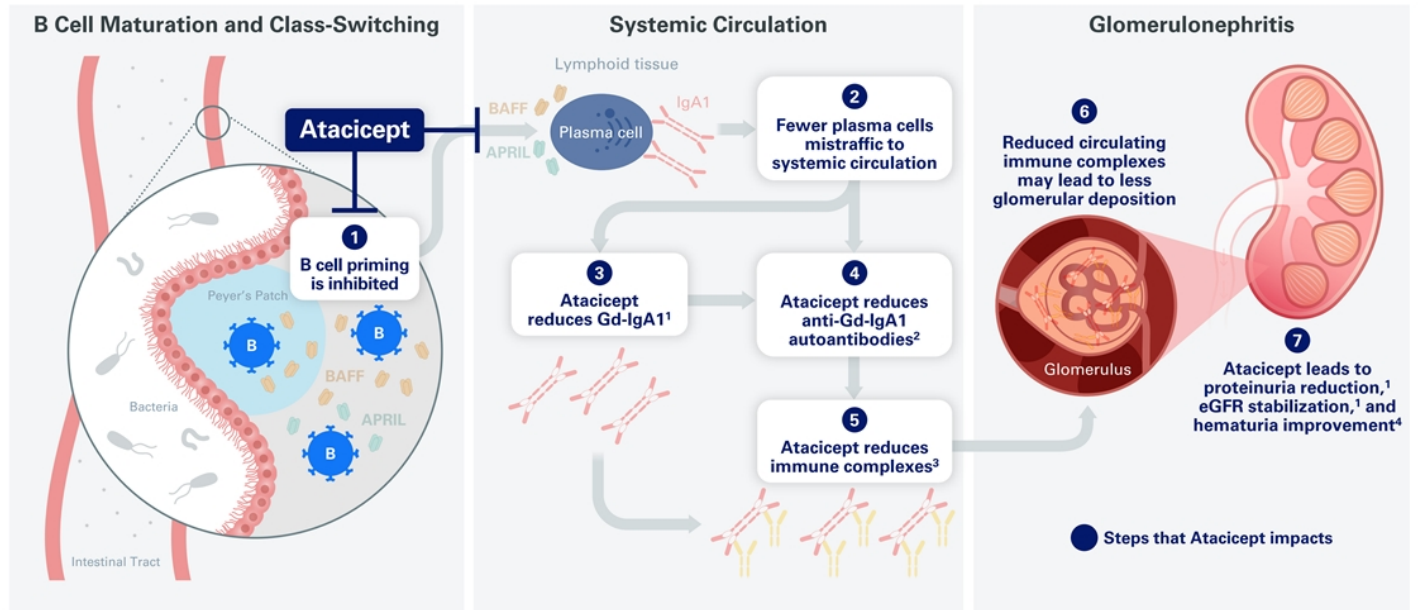 B Cell Maturation and Class-Switching
Atacicept
1
B cell priming
is inhibited
Peyer's Patch
B
B
BAFF
APRIL
B
Bacteria
Intestinal Tract
Systemic Circulation
Lymphoid tissue
BAFF
APRIL
Plasma cell
IgA1
2
Fewer plasma cells
mistraffic to
systemic circulation
3
Atacicept
reduces Gd-IgA1¹
4
Atacicept reduces
anti-Gd-IgA1
autoantibodies²
5
Atacicept reduces
immune complexes³
Glomerulonephritis
6
Reduced circulating
immune complexes
may lead to less
glomerular deposition
Glomerulus
7
Atacicept leads to
proteinuria reduction,¹
eGFR stabilization,¹ and
hematuria improvement⁴
Steps that Atacicept impacts